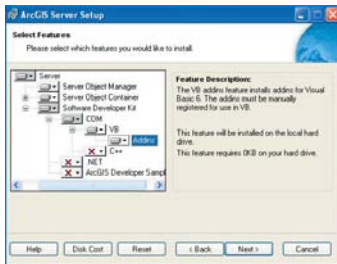 ArcGIS Server Setup
Select Features
Please select which features you would like to install.
Server
Server Object Manager
Server Object Container
Software Developer Kit
COM
VB
Addins
C++
.NET
ArcGIS Developer Sampl
Feature Description:
The VB addins feature installs addins for Visual
Basic 6. The addins must be manually
registered for use in VB.
This feature will be installed on the local hard
drive.
This feature requires 0KB on your hard drive.
Help
Disk Cost
Reset
< Back
Next >
Cancel